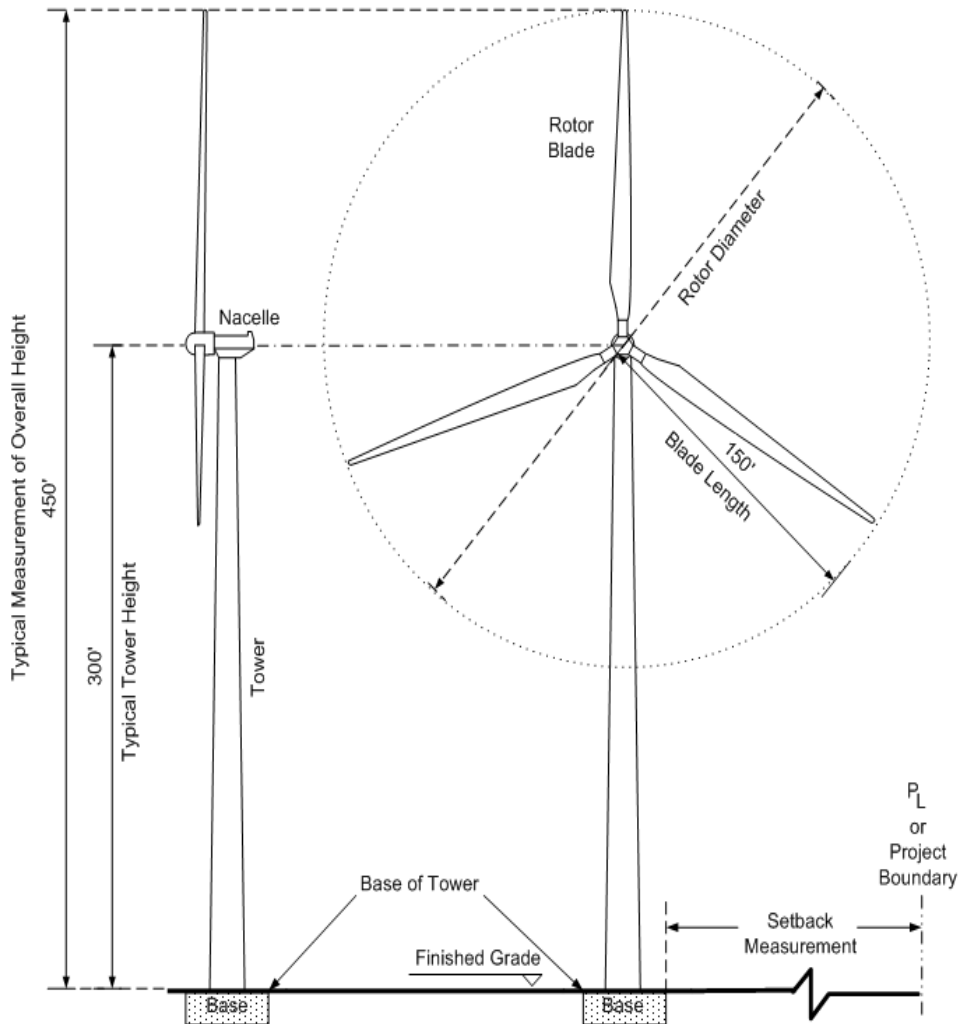 Rotor
Blade
Rotor Diameter
Nacelle
Typical Measurement of Overall Height
450'
300'
Typical Tower Height
Tower
150'
Blade Length
PL
or
Project
Boundary
Base of Tower
Setback
Measurement
Finished Grade
Base
Base